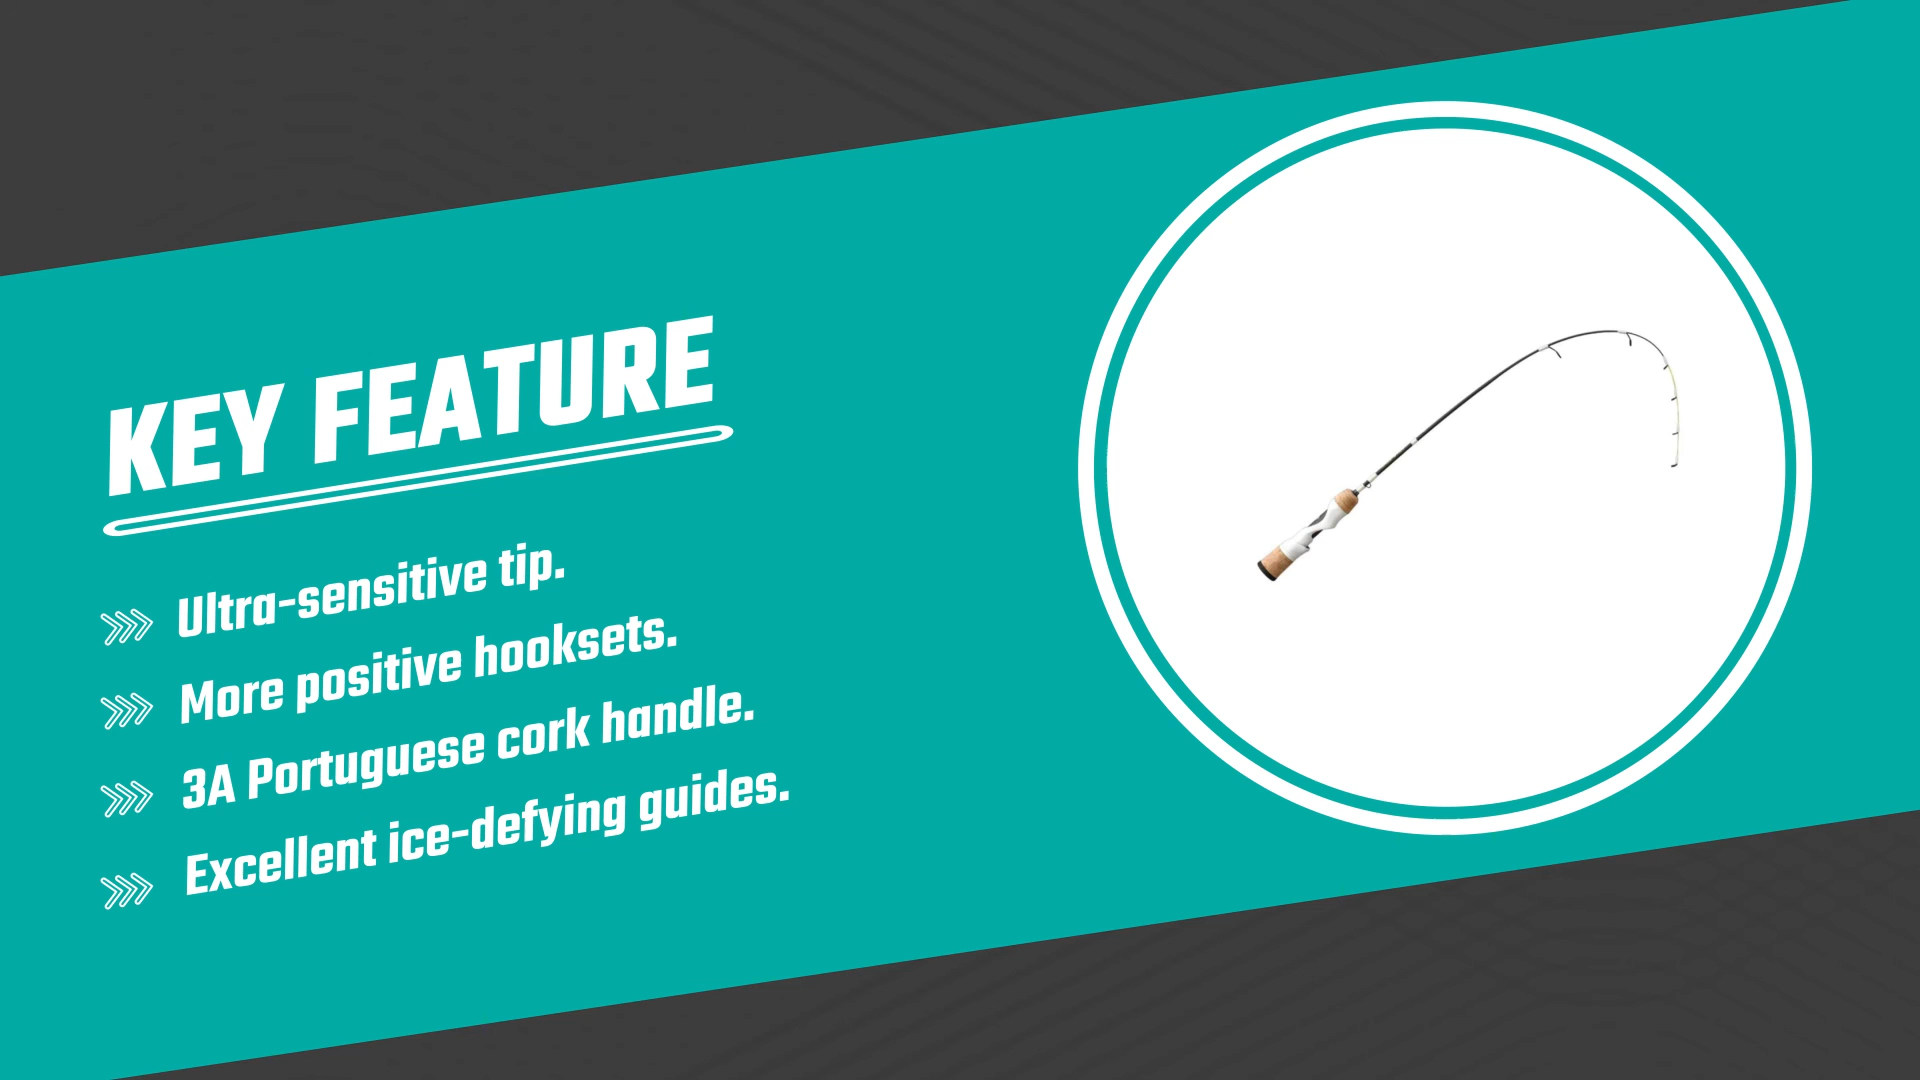 KEY FEATURE
Ultra-sensitive tip.
More positive hooksets.
3A Portuguese cork handle.
Excellent ice-defying guides.